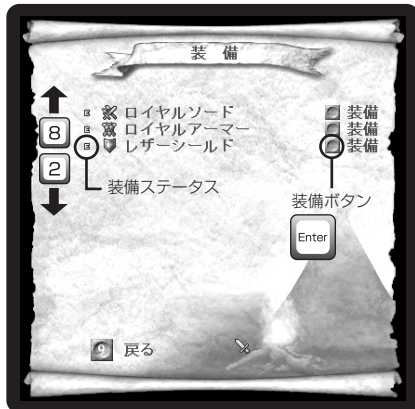 装 備
E ロイヤルソード 装備
8 E ロイヤルアーマー 装備
E レザーシールド 装備
2
装備ステータス
装備ボタン
Enter
9 戻る